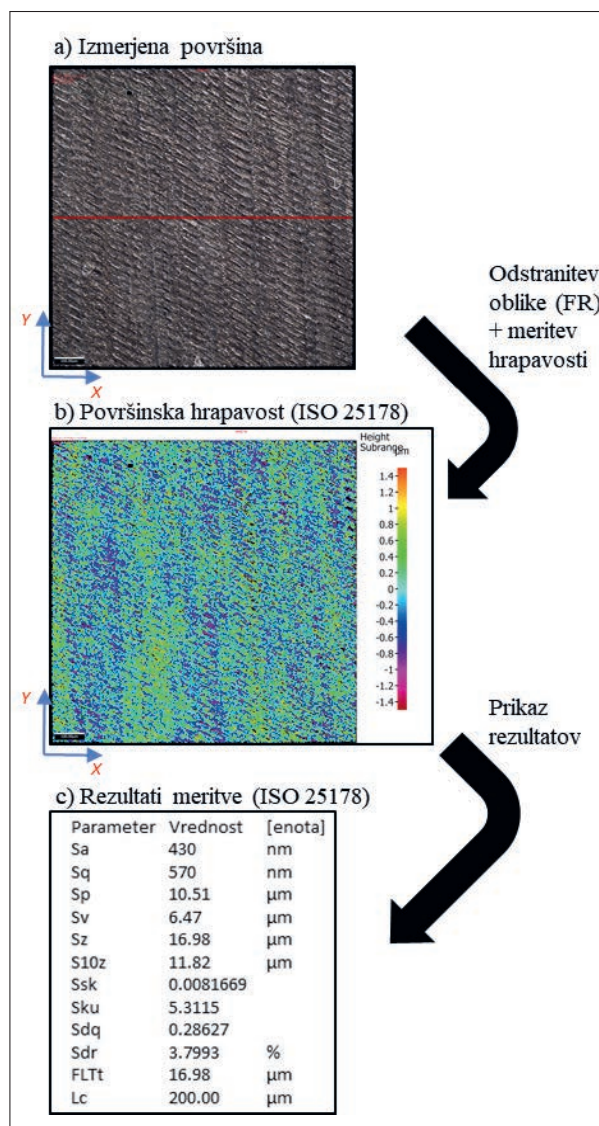 a) Izmerjena površina
Y
X
Odstranitev
oblike (FR)
+ meritev
hrapavosti
b) Površinska hrapavost (ISO 25178)
Height
Subrange
µm
1.4
1.2
1
0.8
0.6
0.4
0.2
0
-0.2
-0.4
-0.6
-0.8
-1
-1.2
-1.4
Y
X
Prikaz
rezultatov
c) Rezultati meritve (ISO 25178)
Parameter Vrednost [enota]
Sa 430 nm
Sq 570 nm
Sp 10.51 µm
Sv 6.47 µm
Sz 16.98 µm
S10z 11.82 µm
Ssk 0.0081669
Sku 5.3115
Sdq 0.28627
Sdr 3.7993 %
FLTt 16.98 µm
Lc 200.00 µm